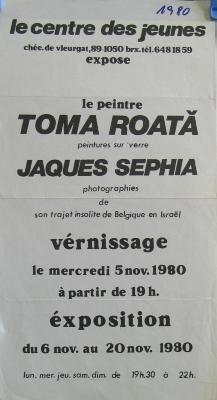 1980
le centre des jeunes
chée.de vleurgat,89-1050 brx.tél.6481859
expose
le peintre
TOMA ROATĂ
peintures sur verre
JAQUES SEPHIA
photographies
de
son trajet insolite de Belgique en Israël
vérnissage
le mercredi 5 nov. 1980
à partir de 19 h.
éxposition
du 6 nov. au 20 nov. 1980
lun. mer. jeu. sam. dim. de 19h.30 à 22h.